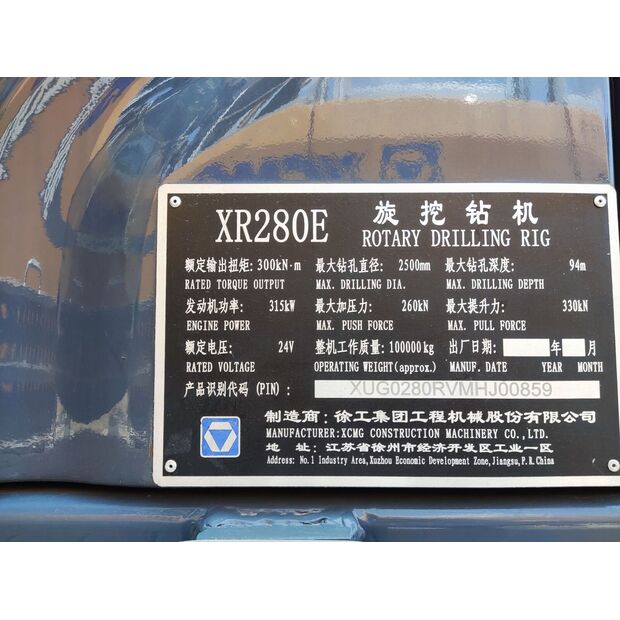 XR280E 旋挖钻机
ROTARY DRILLING RIG
额定输出扭矩: 300kN·m 最大钻孔直径: 2500mm 最大钻孔深度: 94m
RATED TORQUE OUTPUT MAX. DRILLING DIA. MAX. DRILLING DEPTH
发动机功率: 315kW 最大加压力: 260kN 最大提升力: 330kN
ENGINE POWER MAX. PUSH FORCE MAX. PULL FORCE
额定电压: 24V 整机工作质量: 100000kg 出厂日期: 年 月
RATED VOLTAGE OPERATING WEIGHT(approx.) MANUF. DATE YEAR MONTH
产品识别代码 (PIN) : XUG0280RVMHJ00859
制造商: 徐工集团工程机械股份有限公司
MANUFACTURER:XCMG CONSTRUCTION MACHINERY CO., LTD.
地 址: 江苏省徐州市经济开发区工业一区
Address: No.1 Industry Area, Xuzhou Economic Development Zone, Jiangsu, P. R. China